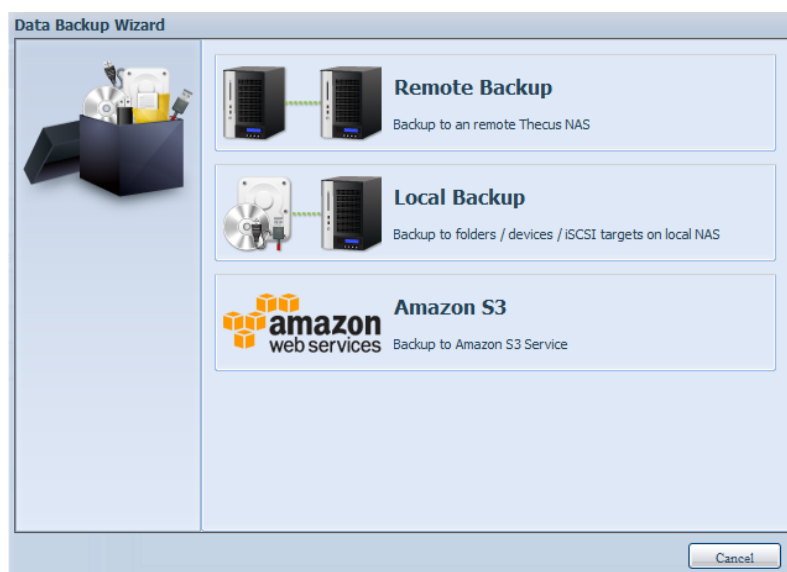 Data Backup Wizard
Remote Backup
Backup to an remote Thecus NAS
Local Backup
Backup to folders / devices / iSCSI targets on local NAS
amazon
web services
Amazon S3
Backup to Amazon S3 Service
Cancel